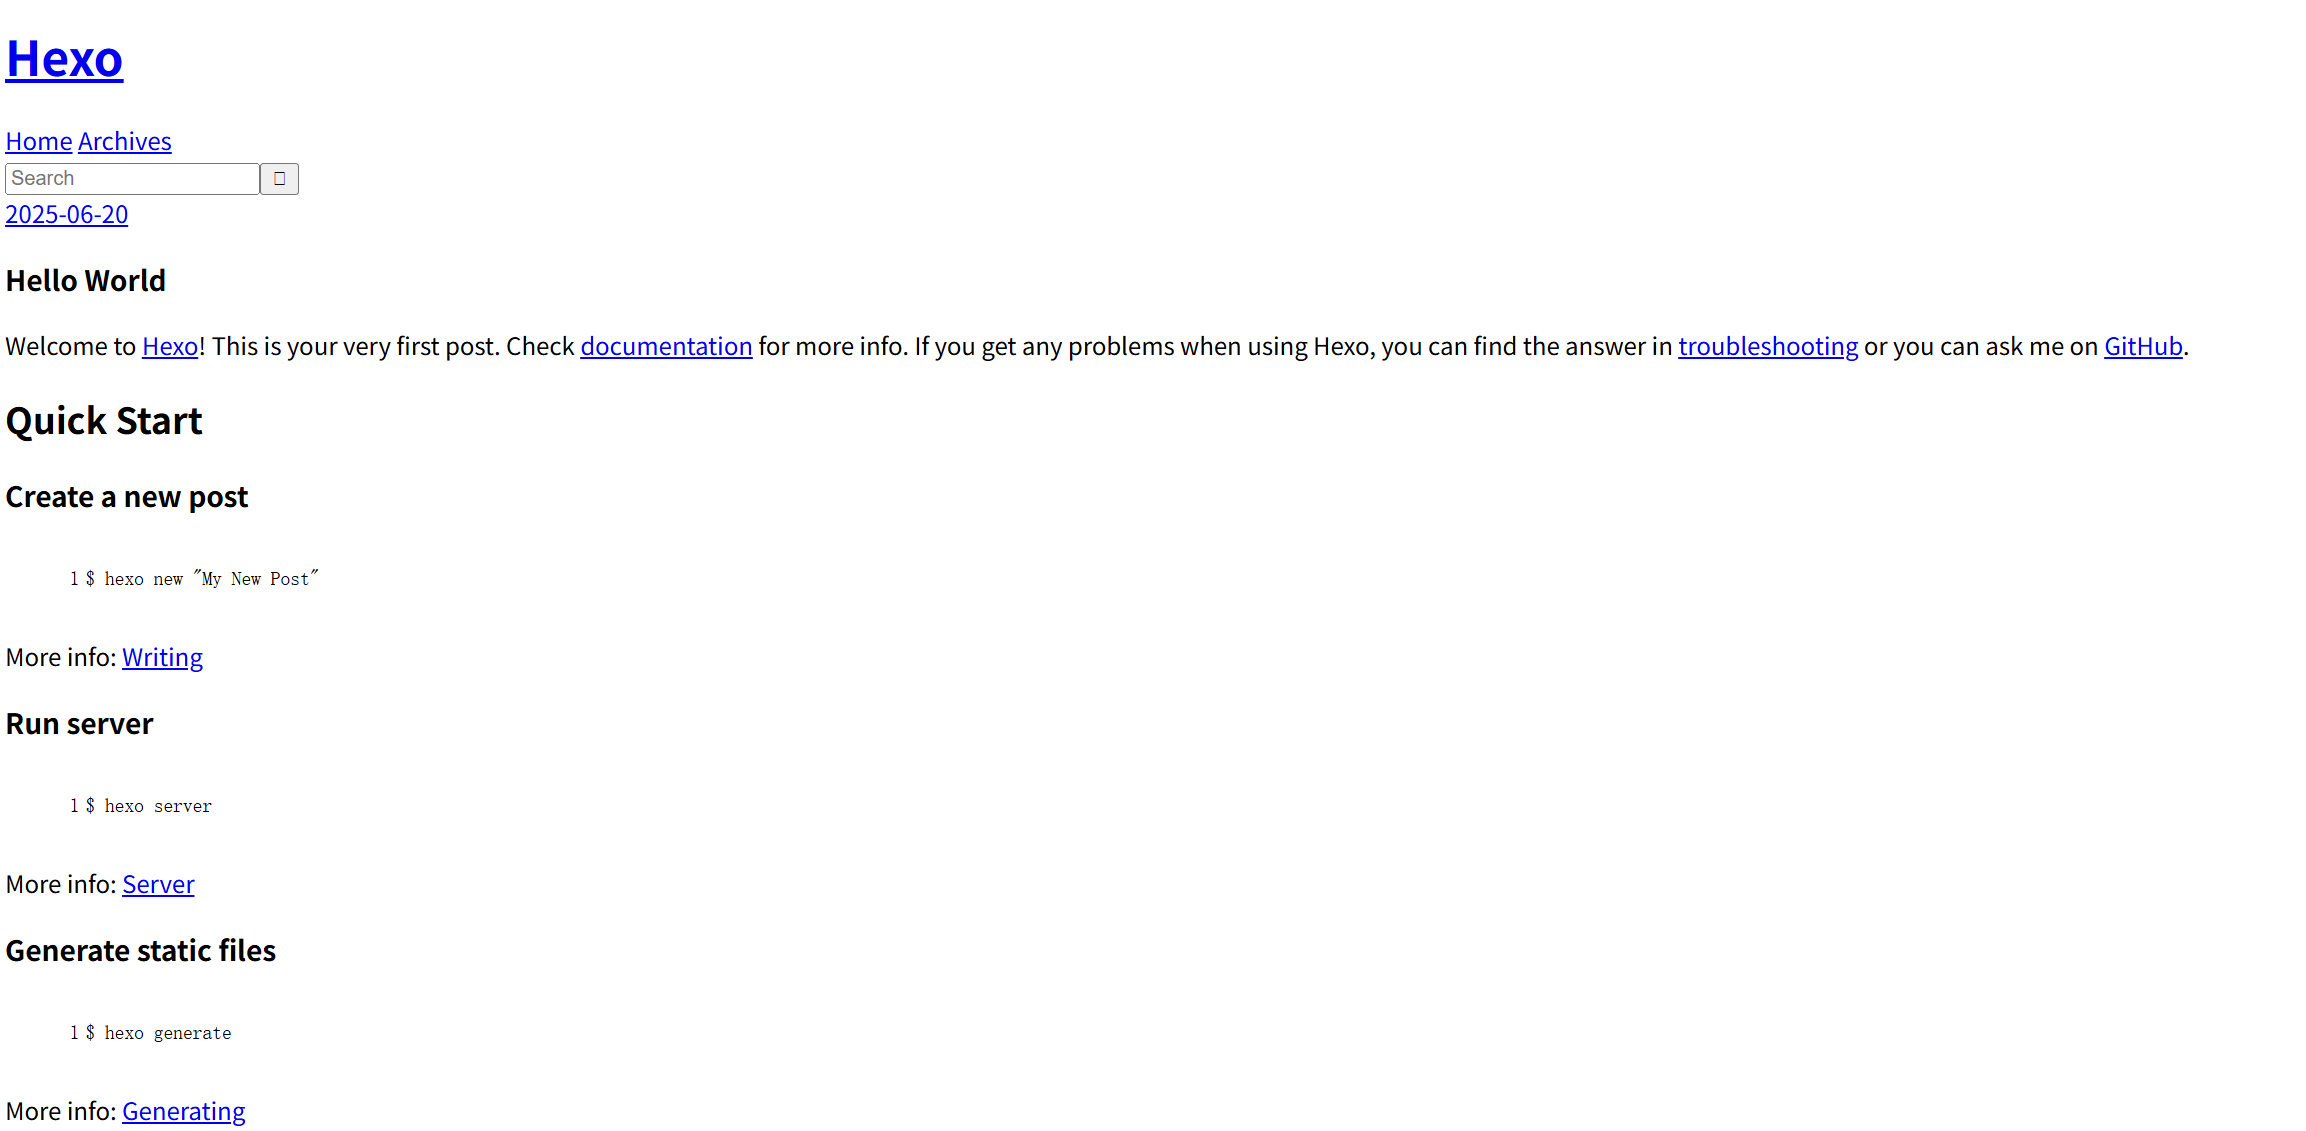 Hexo
Home Archives
Search
2025-06-20
Hello World
Welcome to Hexo! This is your very first post. Check documentation for more info. If you get any problems when using Hexo, you can find the answer in troubleshooting or you can ask me on GitHub.
Quick Start
Create a new post
1 $ hexo new "My New Post"
More info: Writing
Run server
1 $ hexo server
More info: Server
Generate static files
1 $ hexo generate
More info: Generating